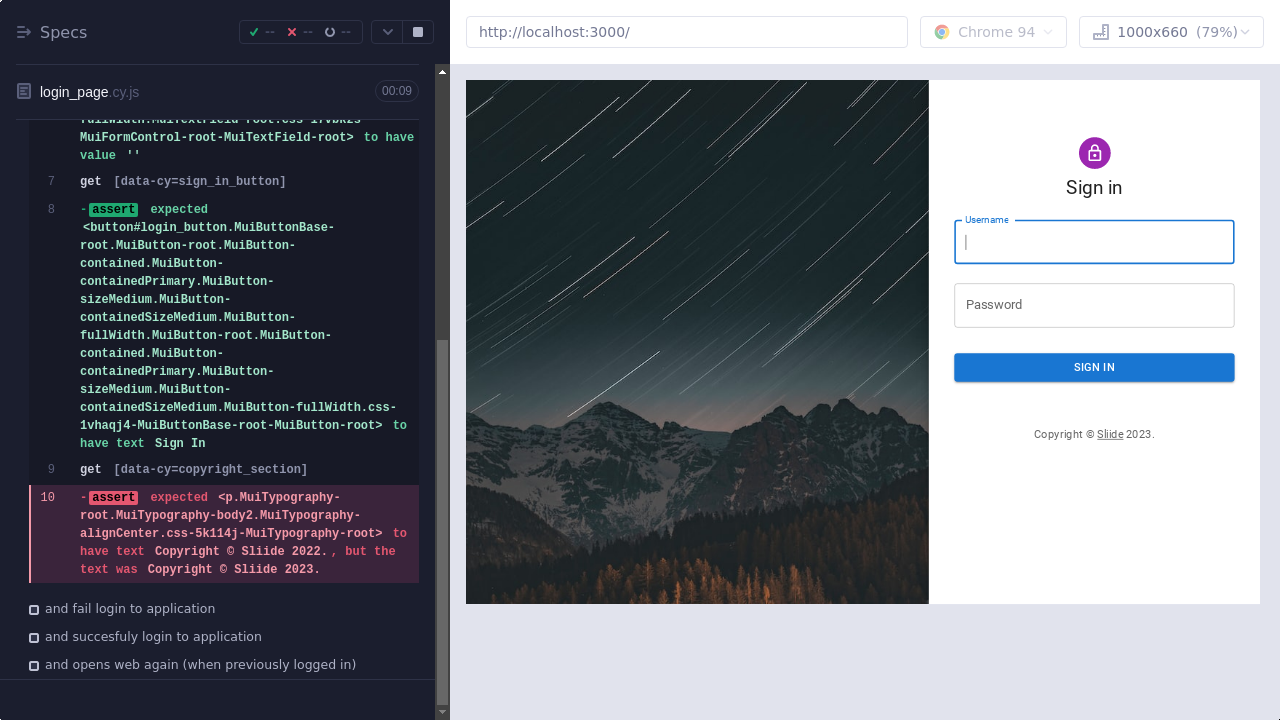 Specs
-- -- --
http://localhost:3000/
Chrome 94
1000x660 (79%)
login_page.cy.js
00:09
MuiFormControl-root-MuiTextField-root> to have
value ''
7 get [data-cy=sign_in_button]
8 -assert expected
<button#login_button.MuiButtonBase-
root.MuiButton-root.MuiButton-
contained.MuiButton-
containedPrimary.MuiButton-
sizeMedium.MuiButton-
containedSizeMedium.MuiButton-
fullWidth.MuiButton-root.MuiButton-
contained.MuiButton-
containedPrimary.MuiButton-
sizeMedium.MuiButton-
containedSizeMedium.MuiButton-fullWidth.css-
1vhaqj4-MuiButtonBase-root-MuiButton-root> to
have text Sign In
9 get [data-cy=copyright_section]
10 -assert expected <p.MuiTypography-
root.MuiTypography-body2.MuiTypography-
alignCenter.css-5k114j-MuiTypography-root> to
have text Copyright © Sliide 2022., but the
text was Copyright © Sliide 2023.
and fail login to application
and succesfuly login to application
and opens web again (when previously logged in)
Sign in
Username
Password
SIGN IN
Copyright © Sliide 2023.